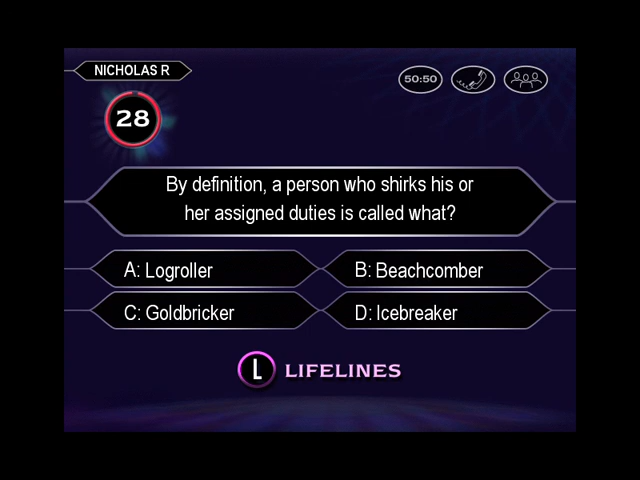 NICHOLAS R
50:50
28
By definition, a person who shirks his or
her assigned duties is called what?
A: Logroller
B: Beachcomber
C: Goldbricker
D: Icebreaker
L LIFELINES